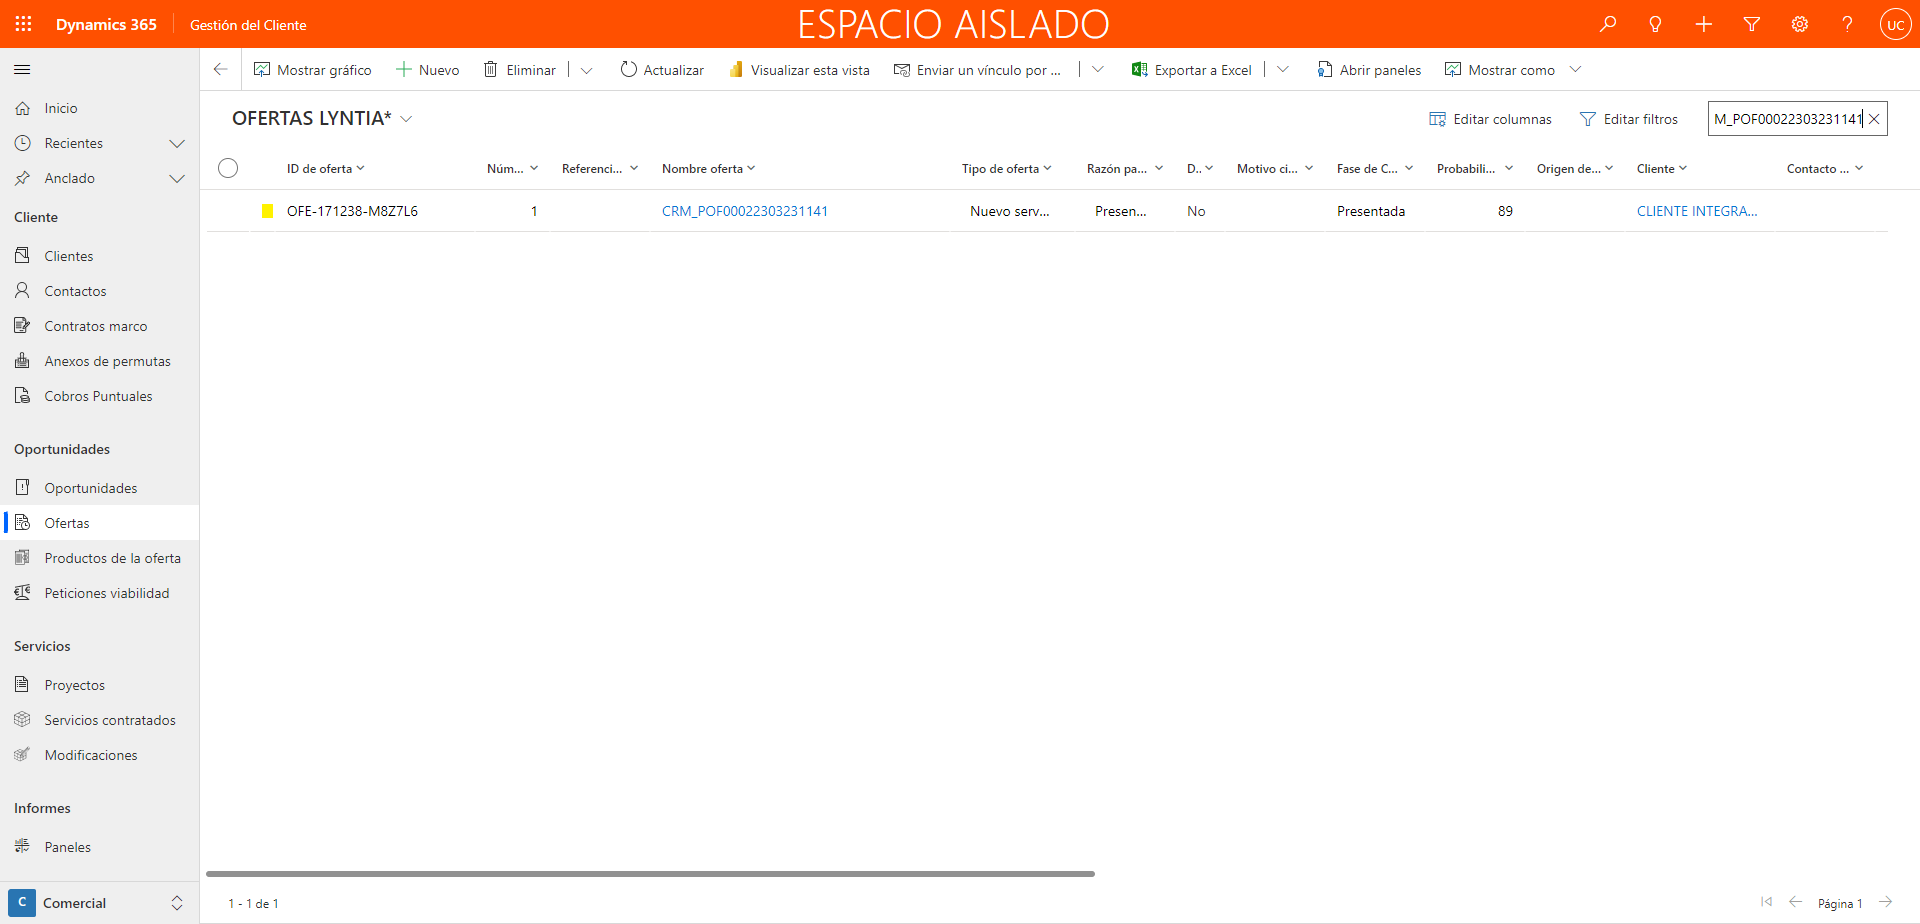 Dynamics 365
Gestión del Cliente
ESPACIO AISLADO
UC
Mostrar gráfico
Nuevo
Eliminar
Actualizar
Visualizar esta vista
Enviar un vínculo por ...
Exportar a Excel
Abrir paneles
Mostrar como
Inicio
Recientes
Anclado
Cliente
Clientes
Contactos
Contratos marco
Anexos de permutas
Cobros Puntuales
Oportunidades
Oportunidades
Ofertas
Productos de la oferta
Peticiones viabilidad
Servicios
Proyectos
Servicios contratados
Modificaciones
Informes
Paneles
C Comercial
OFERTAS LYNTIA*
Editar columnas
Editar filtros
M_POF00022303231141
ID de oferta
Núm...
Referenci...
Nombre oferta
Tipo de oferta
Razón pa...
D..
Motivo ci...
Fase de C...
Probabili...
Origen de...
Cliente
Contacto ...
OFE-171238-M8Z7L6
1
CRM_POF00022303231141
Nuevo serv...
Presen...
No
Presentada
89
CLIENTE INTEGRA...
1 - 1 de 1
Página 1